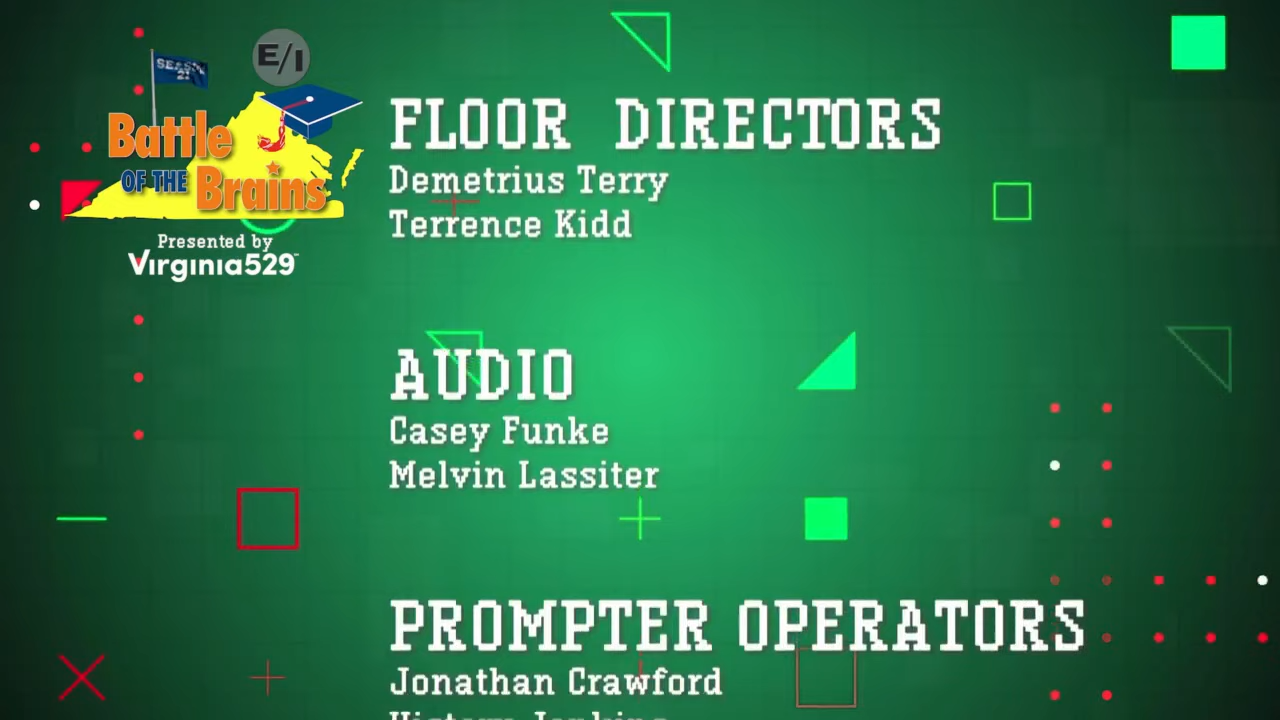 SEASON
21
E/I
Battle
OF THE
Brains
Presented by
Virginia529
FLOOR DIRECTORS
Demetrius Terry
Terrence Kidd
AUDIO
Casey Funke
Melvin Lassiter
PROMPTER OPERATORS
Jonathan Crawford